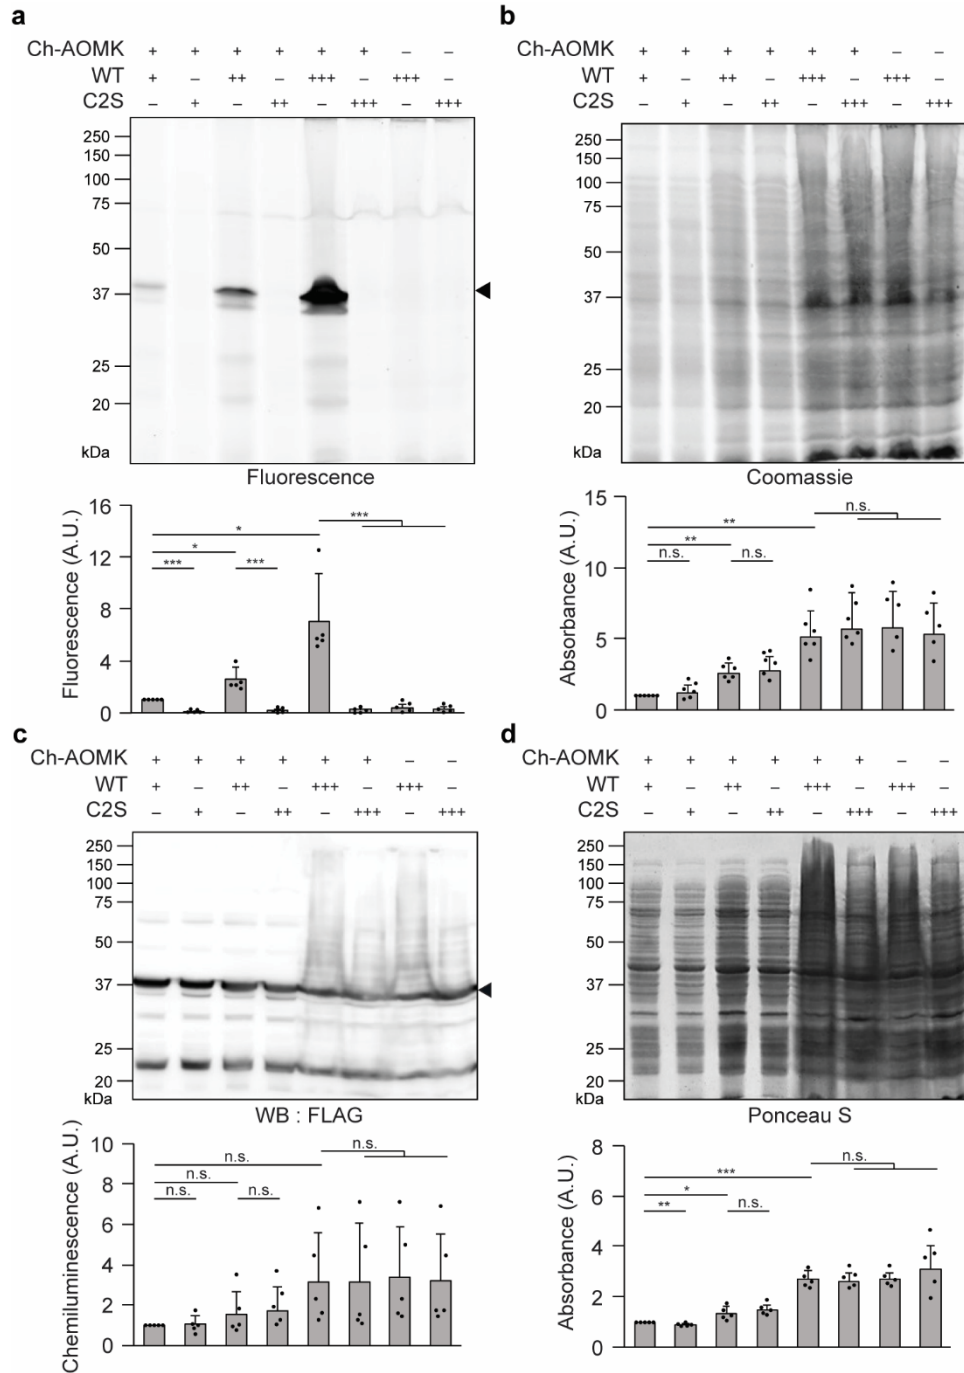 a
Ch-AOMK + + + + + + – –
WT + – ++ – +++ – +++ –
C2S – + – ++ – +++ – +++
250
150
100
75
50
37
25
20
kDa
Fluorescence
Fluorescence (A.U.)
16
12
8
4
0
*
*
***
***
***
b
Ch-AOMK + + + + + + – –
WT + – ++ – +++ – +++ –
C2S – + – ++ – +++ – +++
250
150
100
75
50
37
25
20
kDa
Coomassie
Absorbance (A.U.)
15
10
5
0
n.s.
**
**
n.s.
n.s.
c
Ch-AOMK + + + + + + – –
WT + – ++ – +++ – +++ –
C2S – + – ++ – +++ – +++
250
150
100
75
50
37
25
20
kDa
WB : FLAG
Chemiluminescence (A.U.)
10
8
6
4
2
0
n.s.
n.s.
n.s.
n.s.
n.s.
d
Ch-AOMK + + + + + + – –
WT + – ++ – +++ – +++ –
C2S – + – ++ – +++ – +++
250
150
100
75
50
37
25
20
kDa
Ponceau S
Absorbance (A.U.)
8
6
4
2
0
n.s.
***
*
**
n.s.